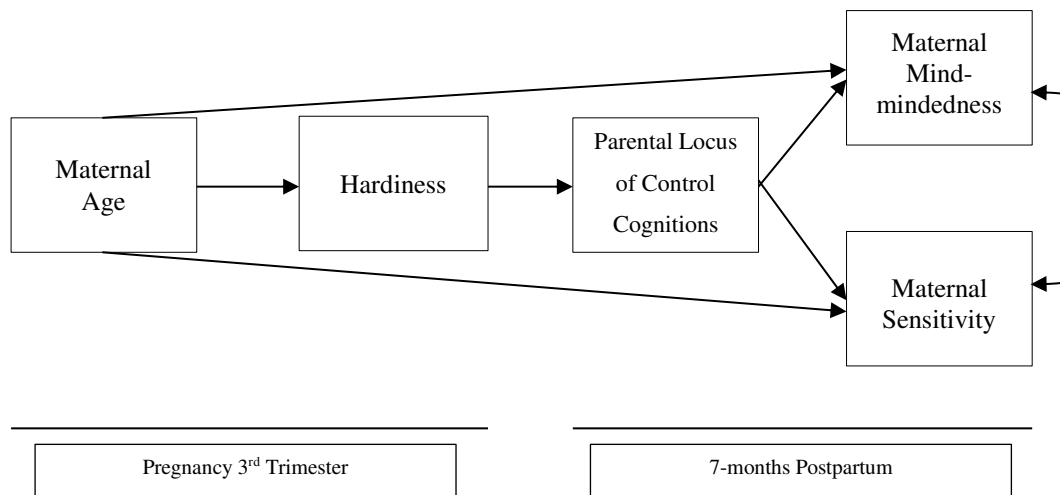 Maternal
Age
Hardiness
Parental Locus
of Control
Cognitions
Maternal
Mind-
mindedness
Maternal
Sensitivity
Pregnancy 3rd Trimester
7-months Postpartum